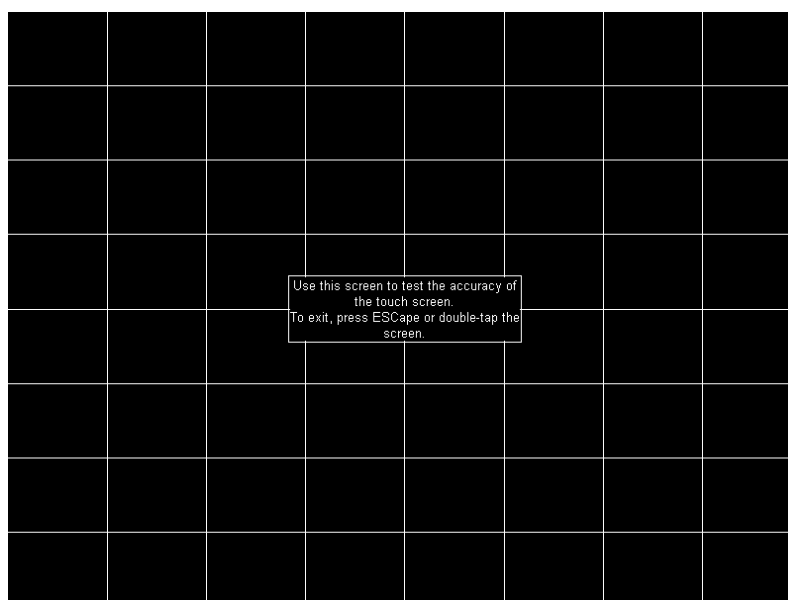 Use this screen to test the accuracy of
the touch screen.
To exit, press ESCape or double-tap the
screen.